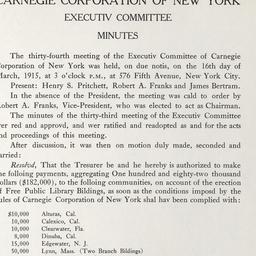 CARNEGIE CORPORATION OF NEW YORK
EXECUTIV COMMITTEE
MINUTES
The thirty-fourth meeting of the Executive Committee of Carnegie
Corporation of New York was held, on due notis, on the 16th day of
March, 1915, at 3 o'clock P.M., at 576 Fifth Avenue, New York City.
Present: Henry S. Pritchett, Robert A. Franks and James Bertram.
In the absence of the President, the meeting was cald to order by
Robert A. Franks, Vice-President, who was elected to act as Chairman.
The minutes of the thirty-third meeting of the Executive Committee
wer red and approvd, and wer ratified and readopted as and for the acts
and proceedings of this meeting.
After discussion, it was then on motion duly made, seconded and
carried:
Resolvd, That the Treasurer be and he hereby is authorized to make
the folloing payments, aggregating One hundred and eighty-two thousand
dollars ($182,000), to the folloing communities, on account of the erection
of Free Public Library Bildings, as soon as the conditions imposed by the
rules of Carnegie Corporation of New York shal hav been complied with:
$10,000 Alturas, Cal.
10,000 Calexico, Cal.
10,000 Clearwater, Fla.
8,000 Dinuba, Cal.
15,000 Edgewater, N. J.
50,000 Lynn, Mass. (Two Branch Bildings)